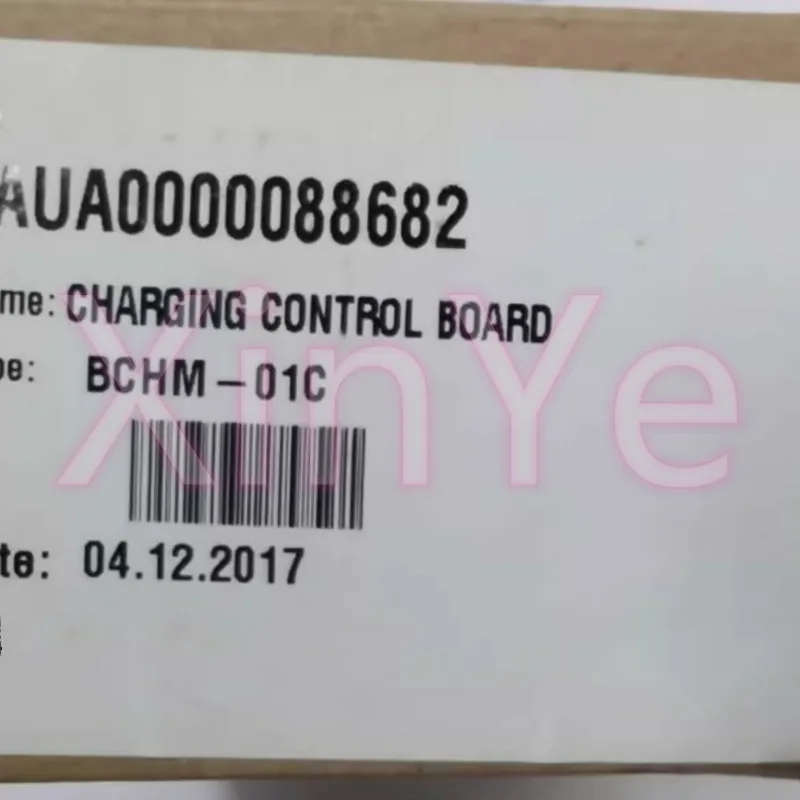 AUA0000088682
me: CHARGING CONTROL BOARD
pe: BCHM-01C
te: 04.12.2017
XinYe